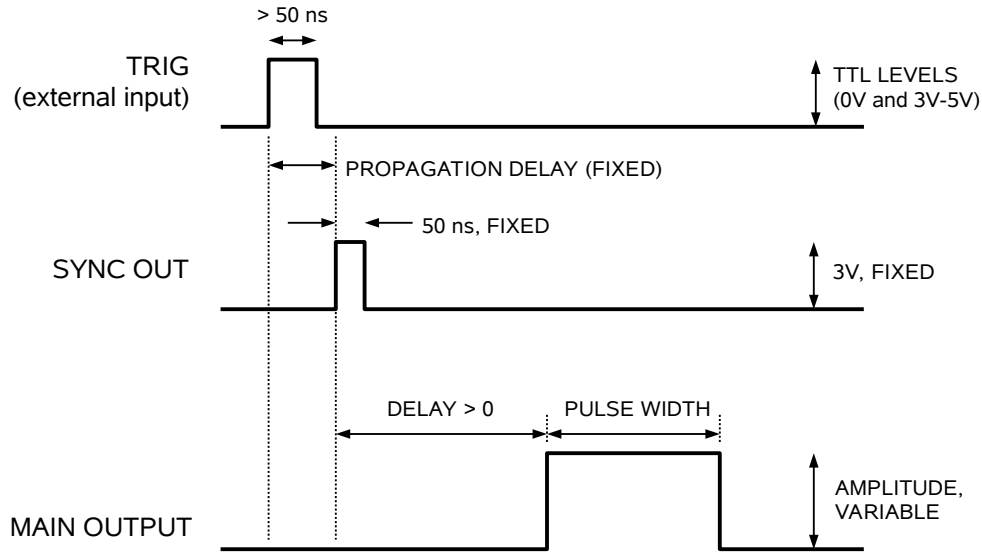 > 50 ns
TRIG
(external input)
TTL LEVELS
(0V and 3V-5V)
PROPAGATION DELAY (FIXED)
50 ns, FIXED
SYNC OUT
3V, FIXED
DELAY > 0
PULSE WIDTH
AMPLITUDE,
VARIABLE
MAIN OUTPUT